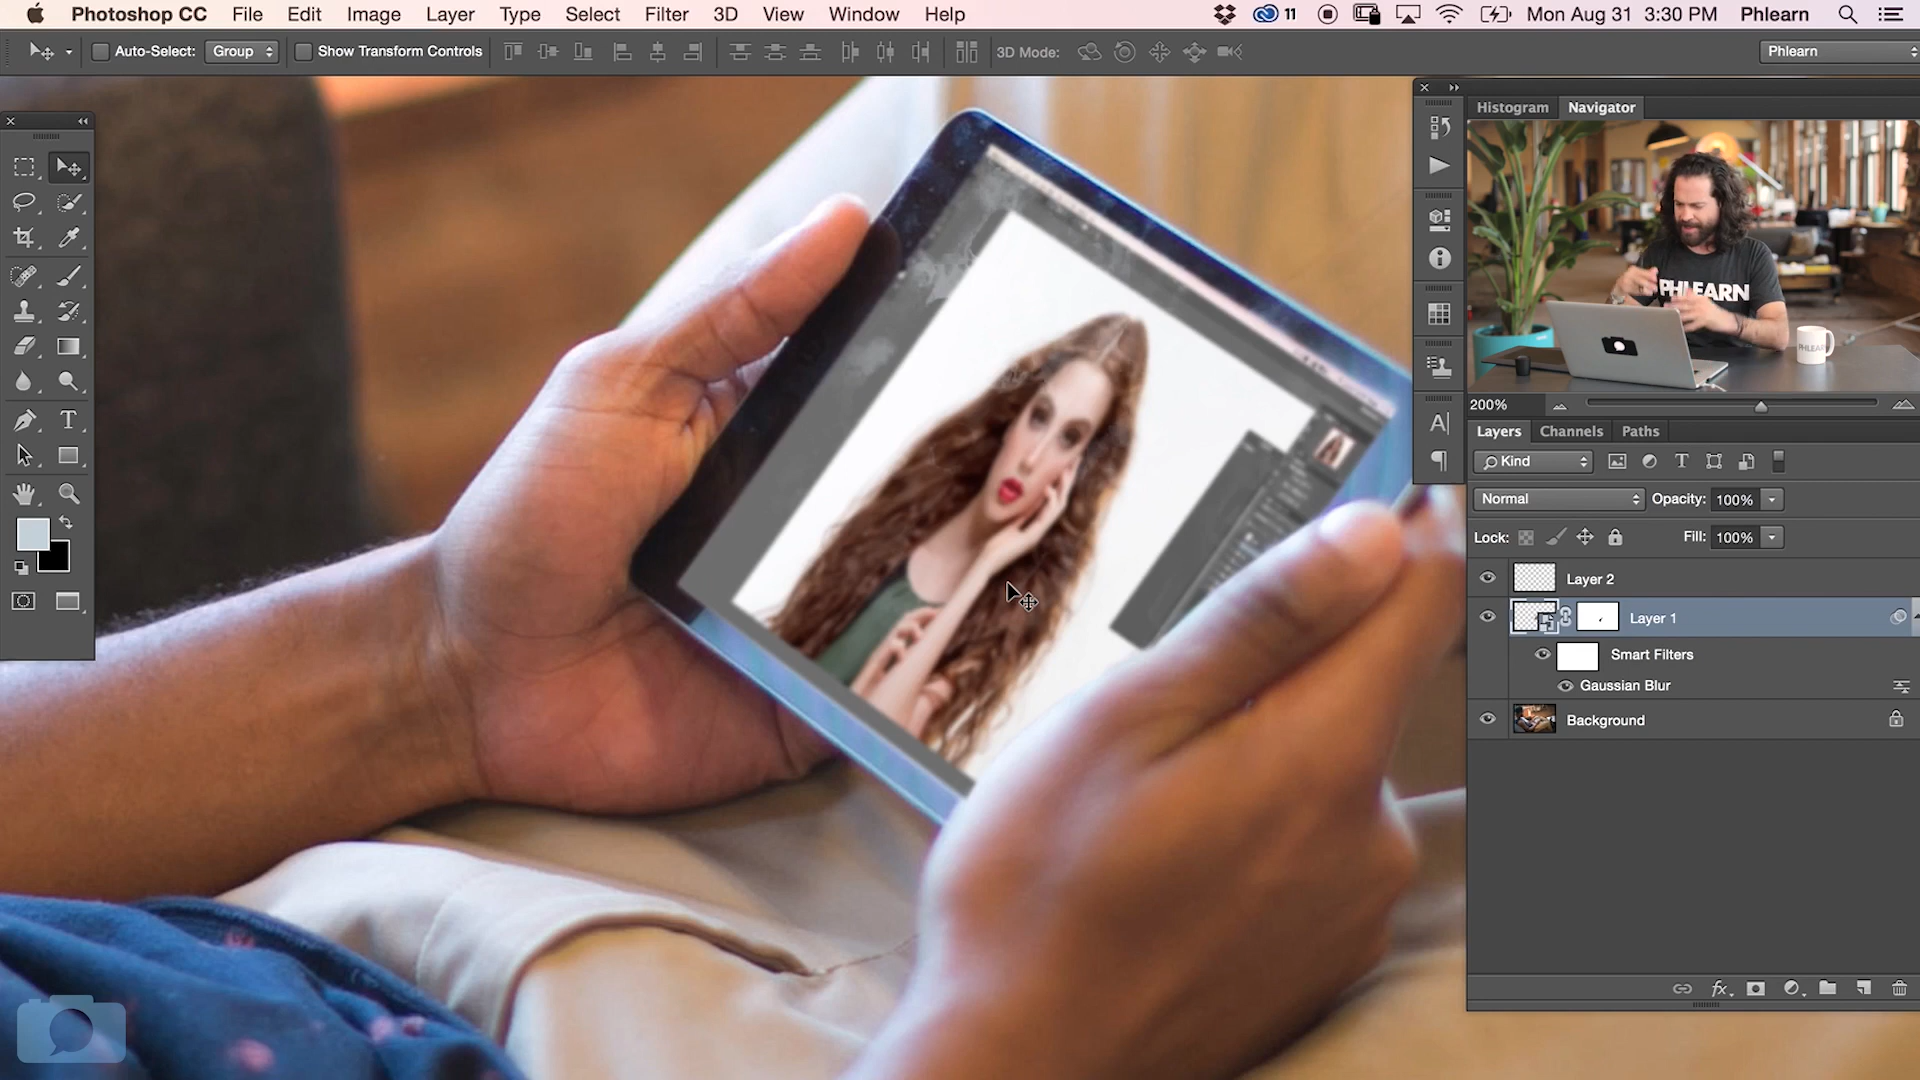 Photoshop CC File Edit Image Layer Type Select Filter 3D View Window Help 11 Mon Aug 31 3:30 PM Phlearn
Auto-Select: Group Show Transform Controls 3D Mode: Phlearn
Histogram Navigator
PHLEARN
PHLEARN
200%
Layers Channels Paths
Kind
Normal Opacity: 100%
Lock: Fill: 100%
Layer 2
Layer 1
Smart Filters
Gaussian Blur
Background
fx